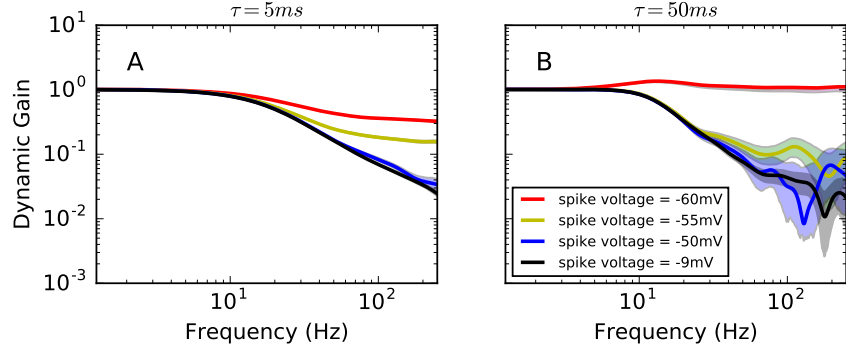 τ = 5ms
τ = 50ms
A
B
Dynamic Gain
10^1
10^0
10^-1
10^-2
10^-3
10^1
10^2
10^1
10^2
Frequency (Hz)
Frequency (Hz)
spike voltage = -60mV
spike voltage = -55mV
spike voltage = -50mV
spike voltage = -9mV